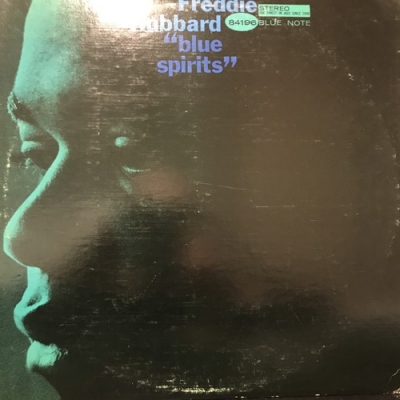 Freddie
Hubbard
"blue
spirits"
STEREO
84196 BLUE NOTE